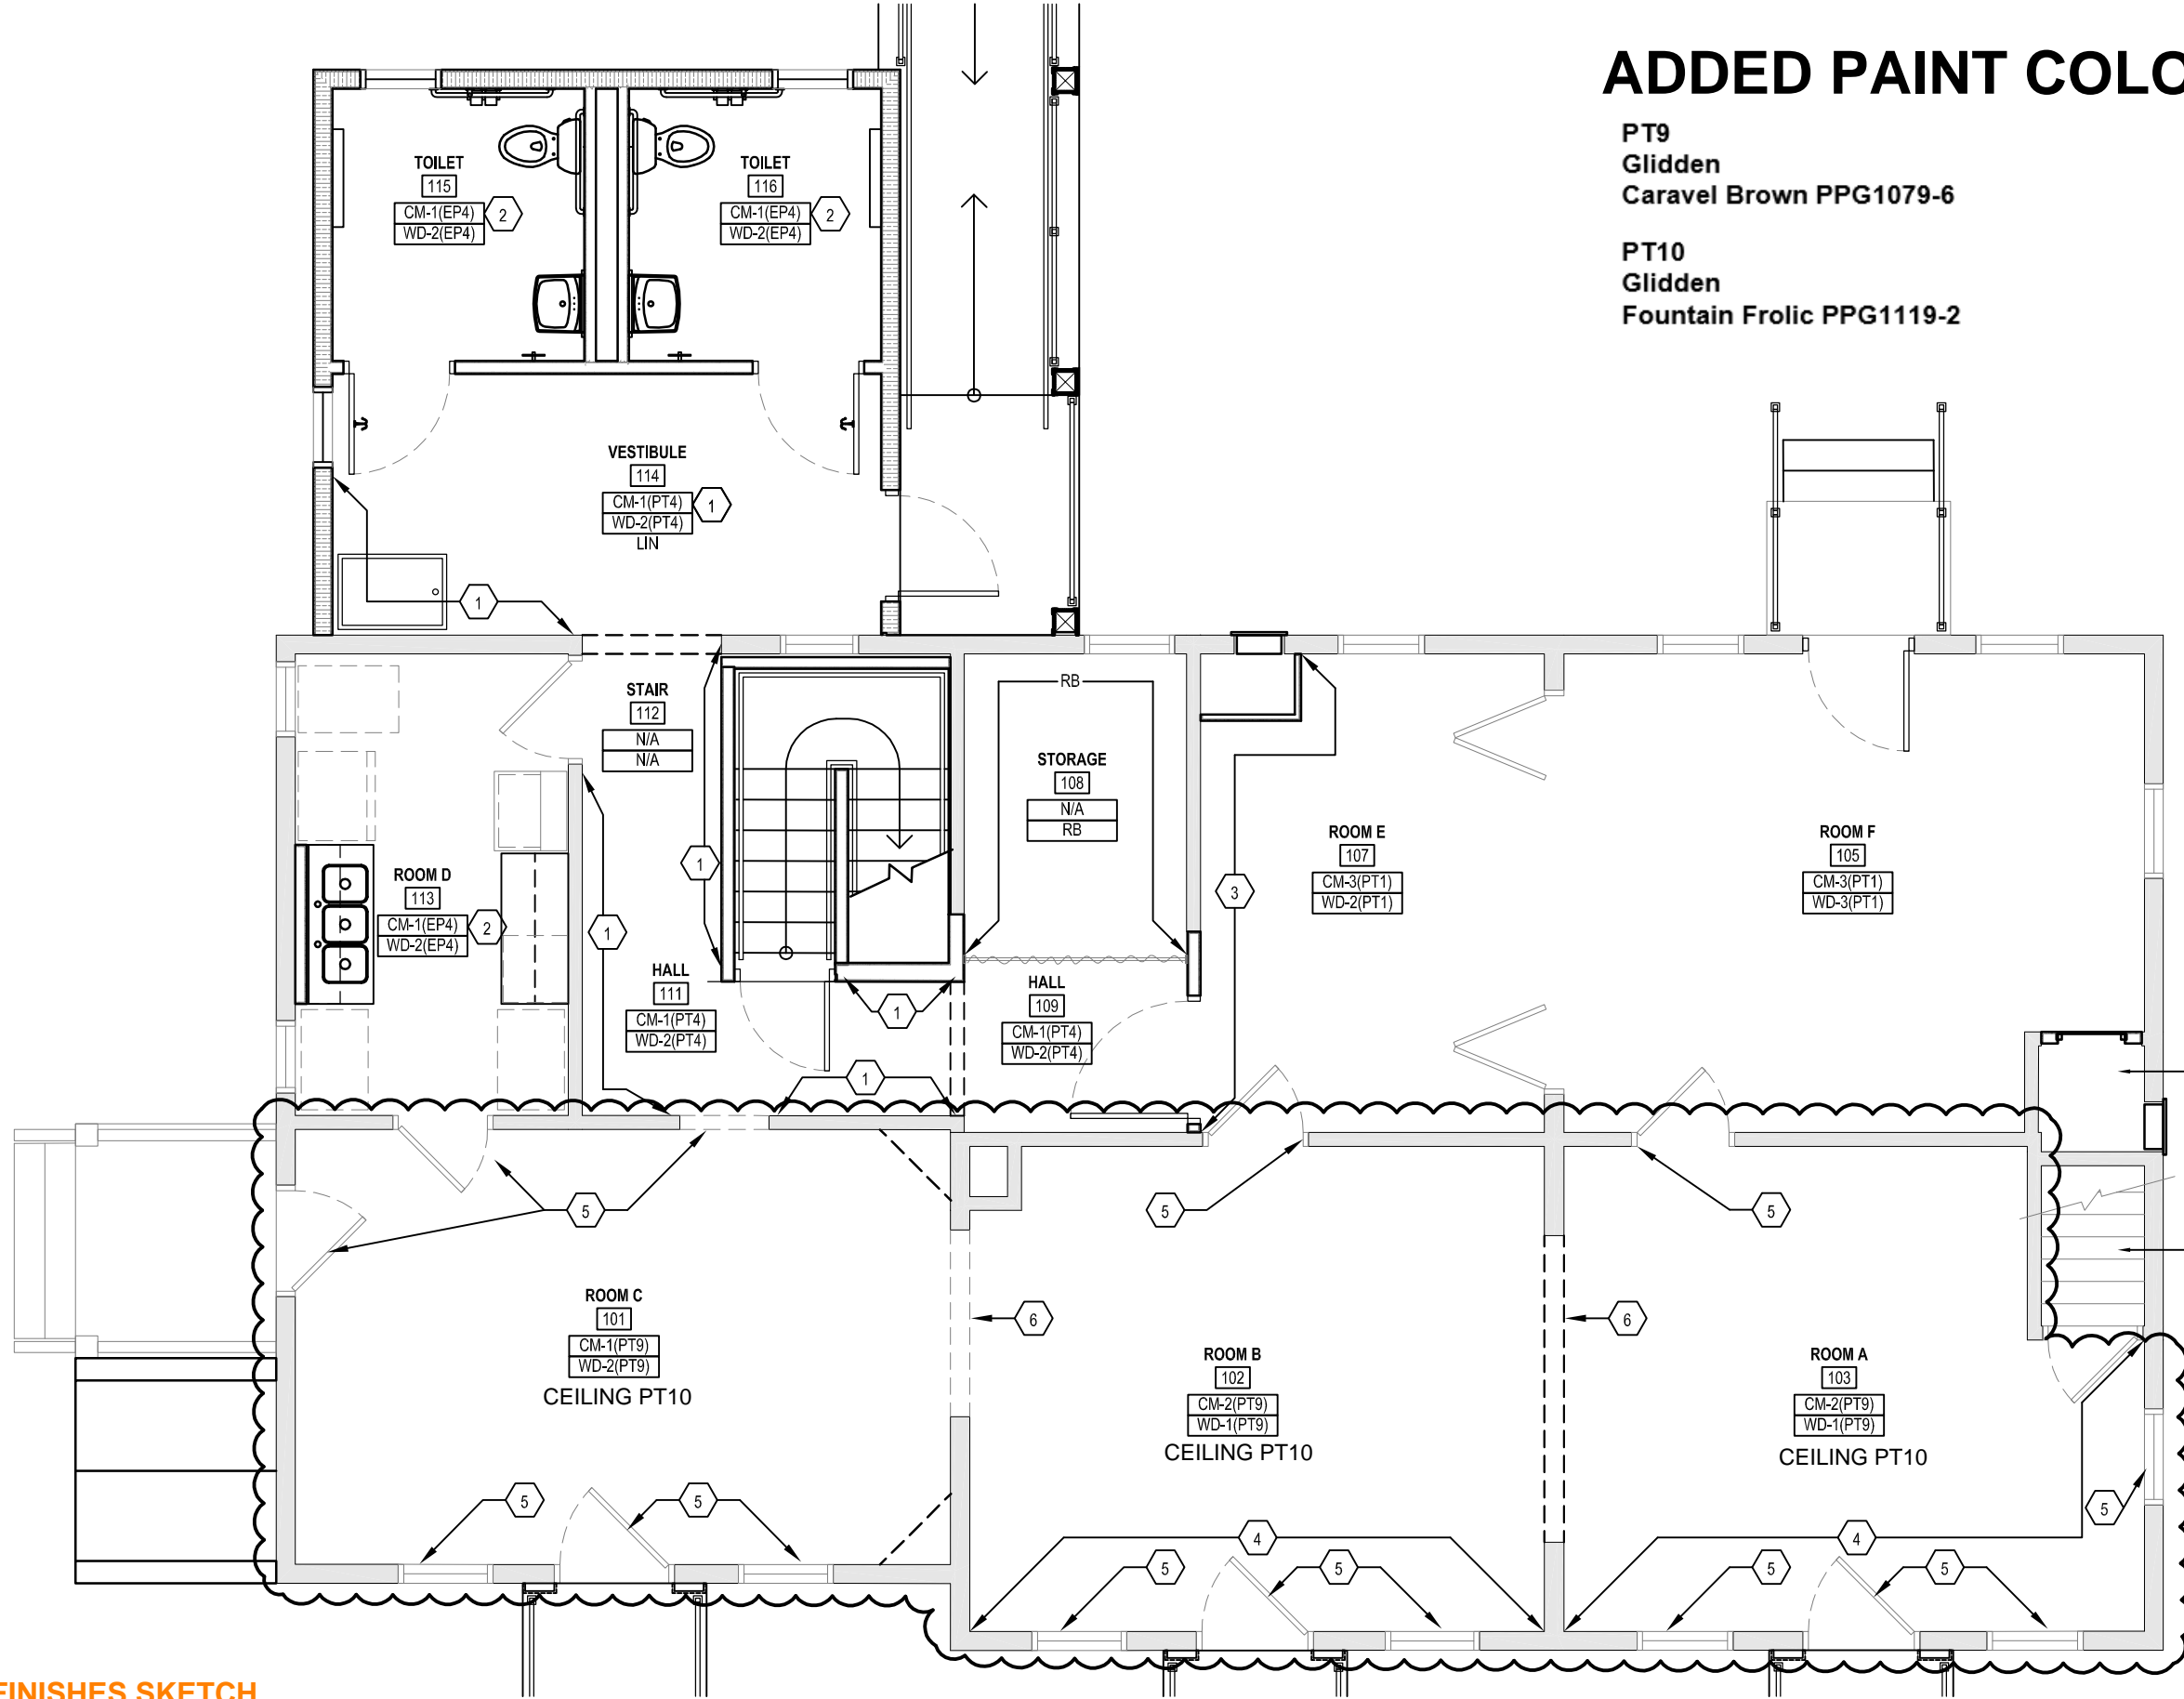 ADDED PAINT COLO
PT9
Glidden
Caravel Brown PPG1079-6
PT10
Glidden
Fountain Frolic PPG1119-2
TOILET
115
CM-1(EP4)
WD-2(EP4)
2
TOILET
116
CM-1(EP4)
WD-2(EP4)
2
VESTIBULE
114
CM-1(PT4)
WD-2(PT4)
LIN
1
1
STAIR
112
N/A
N/A
RB
STORAGE
108
N/A
RB
ROOM E
107
CM-3(PT1)
WD-2(PT1)
ROOM F
105
CM-3(PT1)
WD-3(PT1)
1
3
ROOM D
113
CM-1(EP4)
WD-2(EP4)
2
1
HALL
111
CM-1(PT4)
WD-2(PT4)
1
HALL
109
CM-1(PT4)
WD-2(PT4)
1
5
5
5
ROOM C
101
CM-1(PT9)
WD-2(PT9)
CEILING PT10
6
6
ROOM B
102
CM-2(PT9)
WD-1(PT9)
CEILING PT10
ROOM A
103
CM-2(PT9)
WD-1(PT9)
CEILING PT10
5
5
4
4
5
5
5
5
5
FINISHES SKETCH